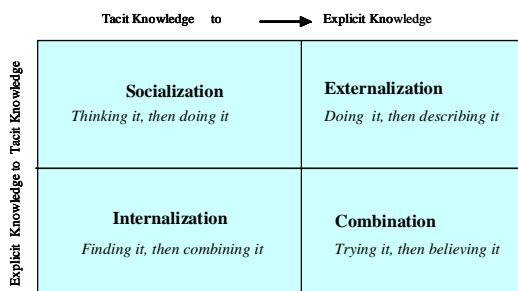 Tacit Knowledge to Explicit Knowledge
Explicit Knowledge to Tacit Knowledge
Socialization
Thinking it, then doing it
Externalization
Doing it, then describing it
Internalization
Finding it, then combining it
Combination
Trying it, then believing it